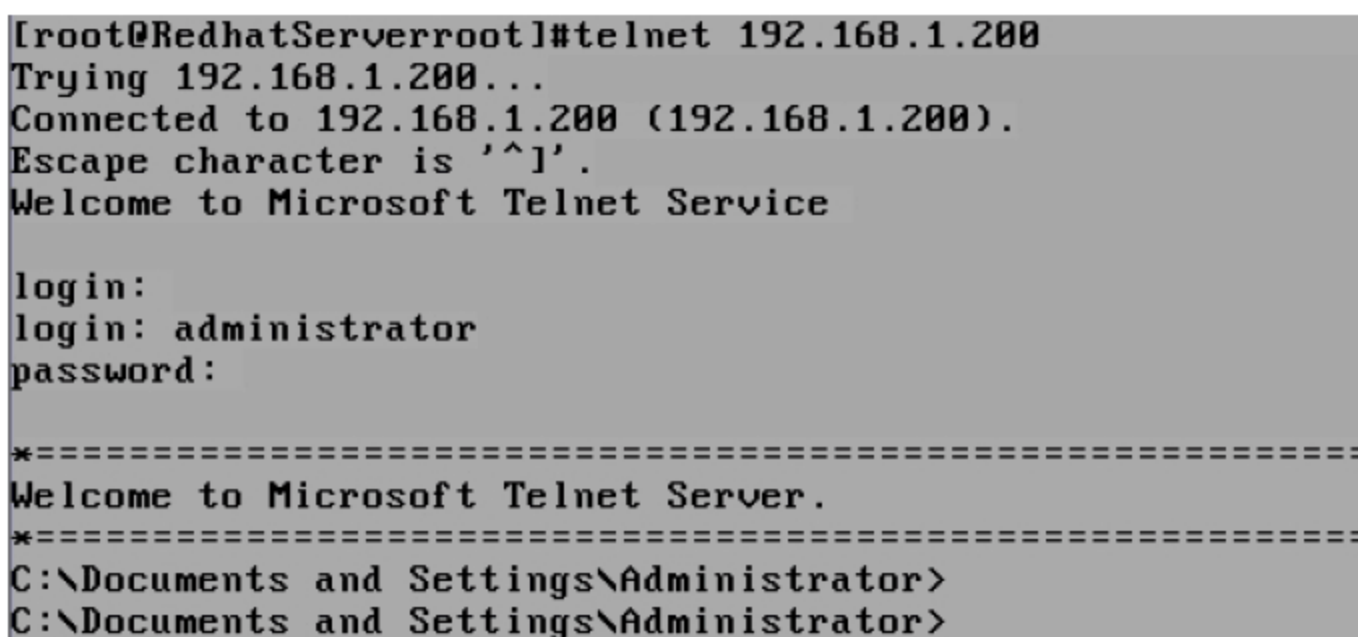 [root@RedhatServerroot]#telnet 192.168.1.200
Trying 192.168.1.200...
Connected to 192.168.1.200 (192.168.1.200).
Escape character is '^]'.
Welcome to Microsoft Telnet Service
login:
login: administrator
password:
*=========================================================
Welcome to Microsoft Telnet Server.
*=========================================================
C:\Documents and Settings\Administrator>
C:\Documents and Settings\Administrator>